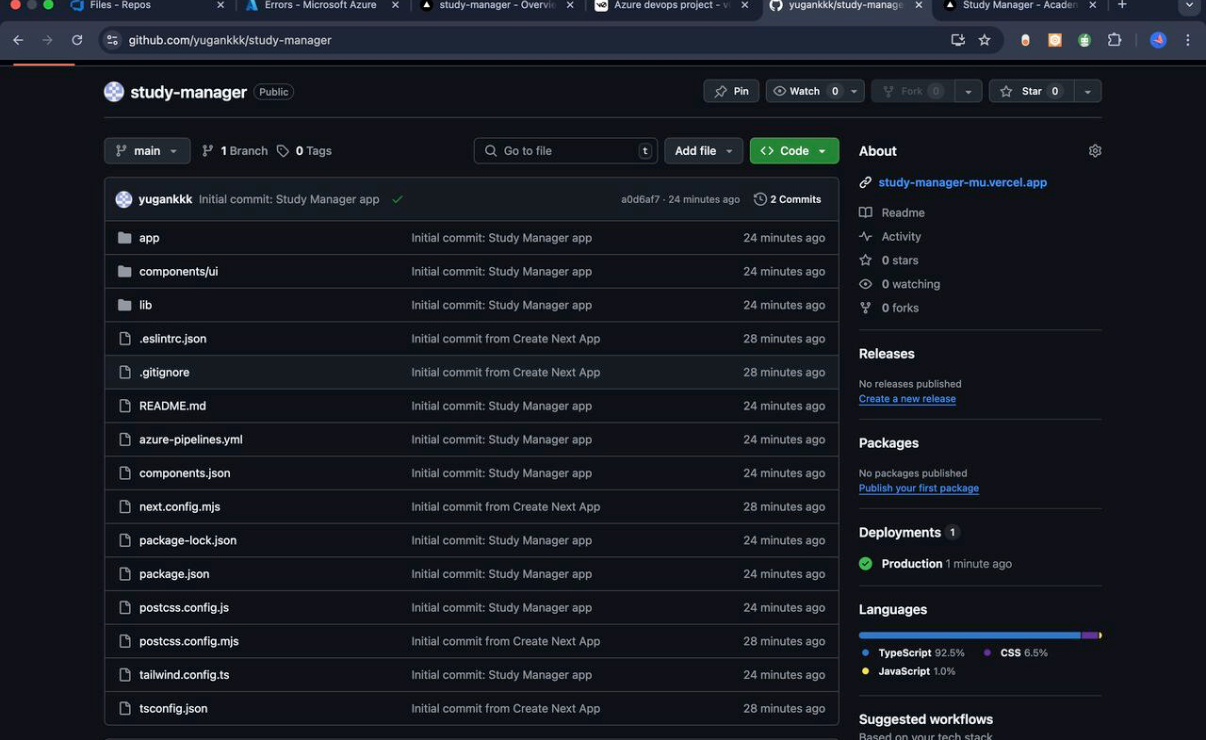 Files - Repos
Errors - Microsoft Azure
study-manager - Overvie
Azure devops project - v
yugankkk/study-manage
Study Manager - Academ
github.com/yugankkk/study-manager
study-manager Public
Pin
Watch 0
Fork 0
Star 0
main
1 Branch
0 Tags
Go to file t
Add file
Code
yugankkk Initial commit: Study Manager app a0d6af7 · 24 minutes ago 2 Commits
app Initial commit: Study Manager app 24 minutes ago
components/ui Initial commit: Study Manager app 24 minutes ago
lib Initial commit: Study Manager app 24 minutes ago
.eslintrc.json Initial commit from Create Next App 28 minutes ago
.gitignore Initial commit from Create Next App 28 minutes ago
README.md Initial commit: Study Manager app 24 minutes ago
azure-pipelines.yml Initial commit: Study Manager app 24 minutes ago
components.json Initial commit: Study Manager app 24 minutes ago
next.config.mjs Initial commit from Create Next App 28 minutes ago
package-lock.json Initial commit: Study Manager app 24 minutes ago
package.json Initial commit: Study Manager app 24 minutes ago
postcss.config.js Initial commit: Study Manager app 24 minutes ago
postcss.config.mjs Initial commit from Create Next App 28 minutes ago
tailwind.config.ts Initial commit: Study Manager app 24 minutes ago
tsconfig.json Initial commit from Create Next App 28 minutes ago
About
study-manager-mu.vercel.app
Readme
Activity
0 stars
0 watching
0 forks
Releases
No releases published
Create a new release
Packages
No packages published
Publish your first package
Deployments 1
Production 1 minute ago
Languages
TypeScript 92.5% CSS 6.5%
JavaScript 1.0%
Suggested workflows
Based on your tech stack